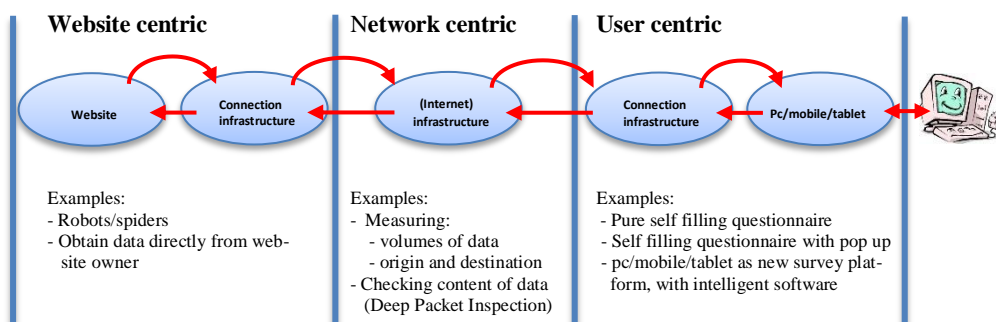 Website centric
Network centric
User centric
Website
Connection
infrastructure
(Internet)
infrastructure
Connection
infrastructure
Pc/mobile/tablet
Examples:
- Robots/spiders
- Obtain data directly from web-
site owner
Examples:
- Measuring:
- volumes of data
- origin and destination
- Checking content of data
(Deep Packet Inspection)
Examples:
- Pure self filling questionnaire
- Self filling questionnaire with pop up
- pc/mobile/tablet as new survey plat-
form, with intelligent software